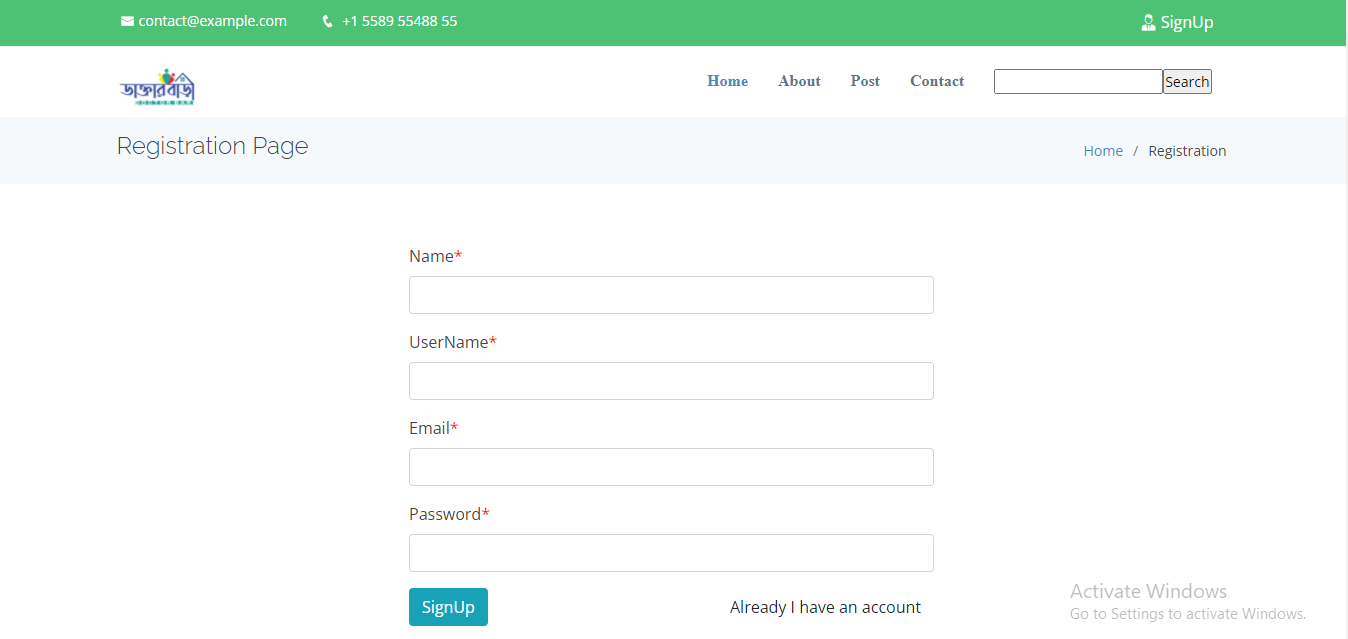 contact@example.com +1 5589 55488 55 SignUp
ডাক্তার বাড়ী
Home About Post Contact Search
Registration Page
Home / Registration
Name*
UserName*
Email*
Password*
SignUp Already I have an account
Activate Windows
Go to Settings to activate Windows.